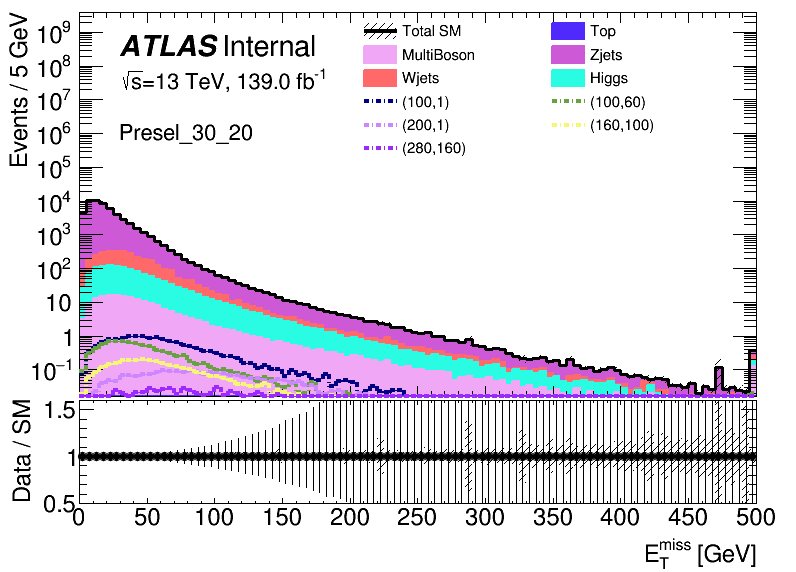 ATLAS Internal
√s=13 TeV, 139.0 fb⁻¹
Presel_30_20
Total SM
Top
MultiBoson
Zjets
Wjets
Higgs
(100,1)
(100,60)
(200,1)
(160,100)
(280,160)
Events / 5 GeV
10⁹
10⁸
10⁷
10⁶
10⁵
10⁴
10³
10²
10
1
10⁻¹
Data / SM
1.5
1
0.5
0 50 100 150 200 250 300 350 400 450 500
E_T^miss [GeV]